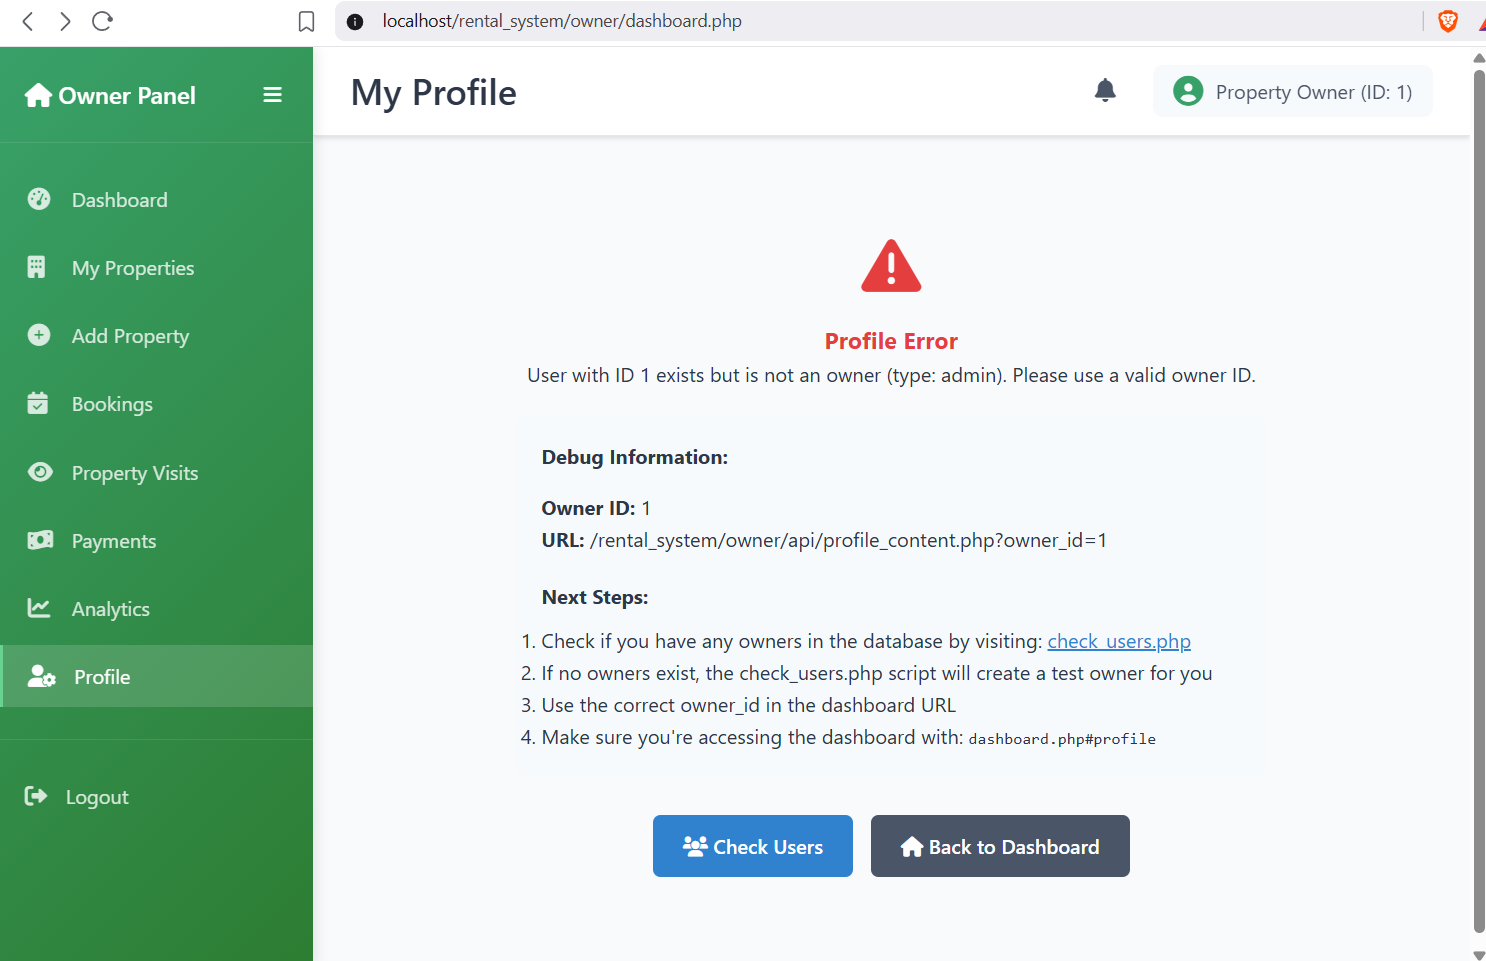 localhost/rental_system/owner/dashboard.php
Owner Panel
My Profile
Property Owner (ID: 1)
Dashboard
My Properties
Add Property
Bookings
Property Visits
Payments
Analytics
Profile
Logout
Profile Error
User with ID 1 exists but is not an owner (type: admin). Please use a valid owner ID.
Debug Information:
Owner ID: 1
URL: /rental_system/owner/api/profile_content.php?owner_id=1
Next Steps:
1. Check if you have any owners in the database by visiting: check_users.php
2. If no owners exist, the check_users.php script will create a test owner for you
3. Use the correct owner_id in the dashboard URL
4. Make sure you're accessing the dashboard with: dashboard.php#profile
Check Users
Back to Dashboard